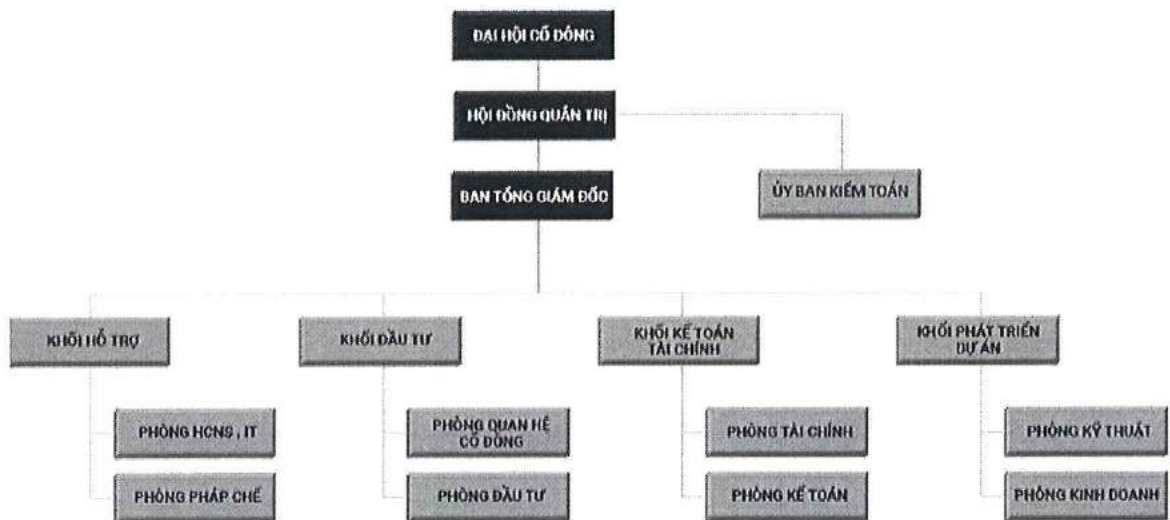 ĐẠI HỘI CỔ ĐÔNG
HỘI ĐỒNG QUẢN TRỊ
BAN TỔNG GIÁM ĐỐC
ỦY BAN KIỂM TOÁN
KHỐI HỖ TRỢ
KHỐI ĐẦU TƯ
KHỐI KẾ TOÁN
TÀI CHÍNH
KHỐI PHÁT TRIỂN
DỰ ÁN
PHÒNG HCNS , IT
PHÒNG QUAN HỆ
CỔ ĐÔNG
PHÒNG TÀI CHÍNH
PHÒNG KỸ THUẬT
PHÒNG PHÁP CHẾ
PHÒNG ĐẦU TƯ
PHÒNG KẾ TOÁN
PHÒNG KINH DOANH